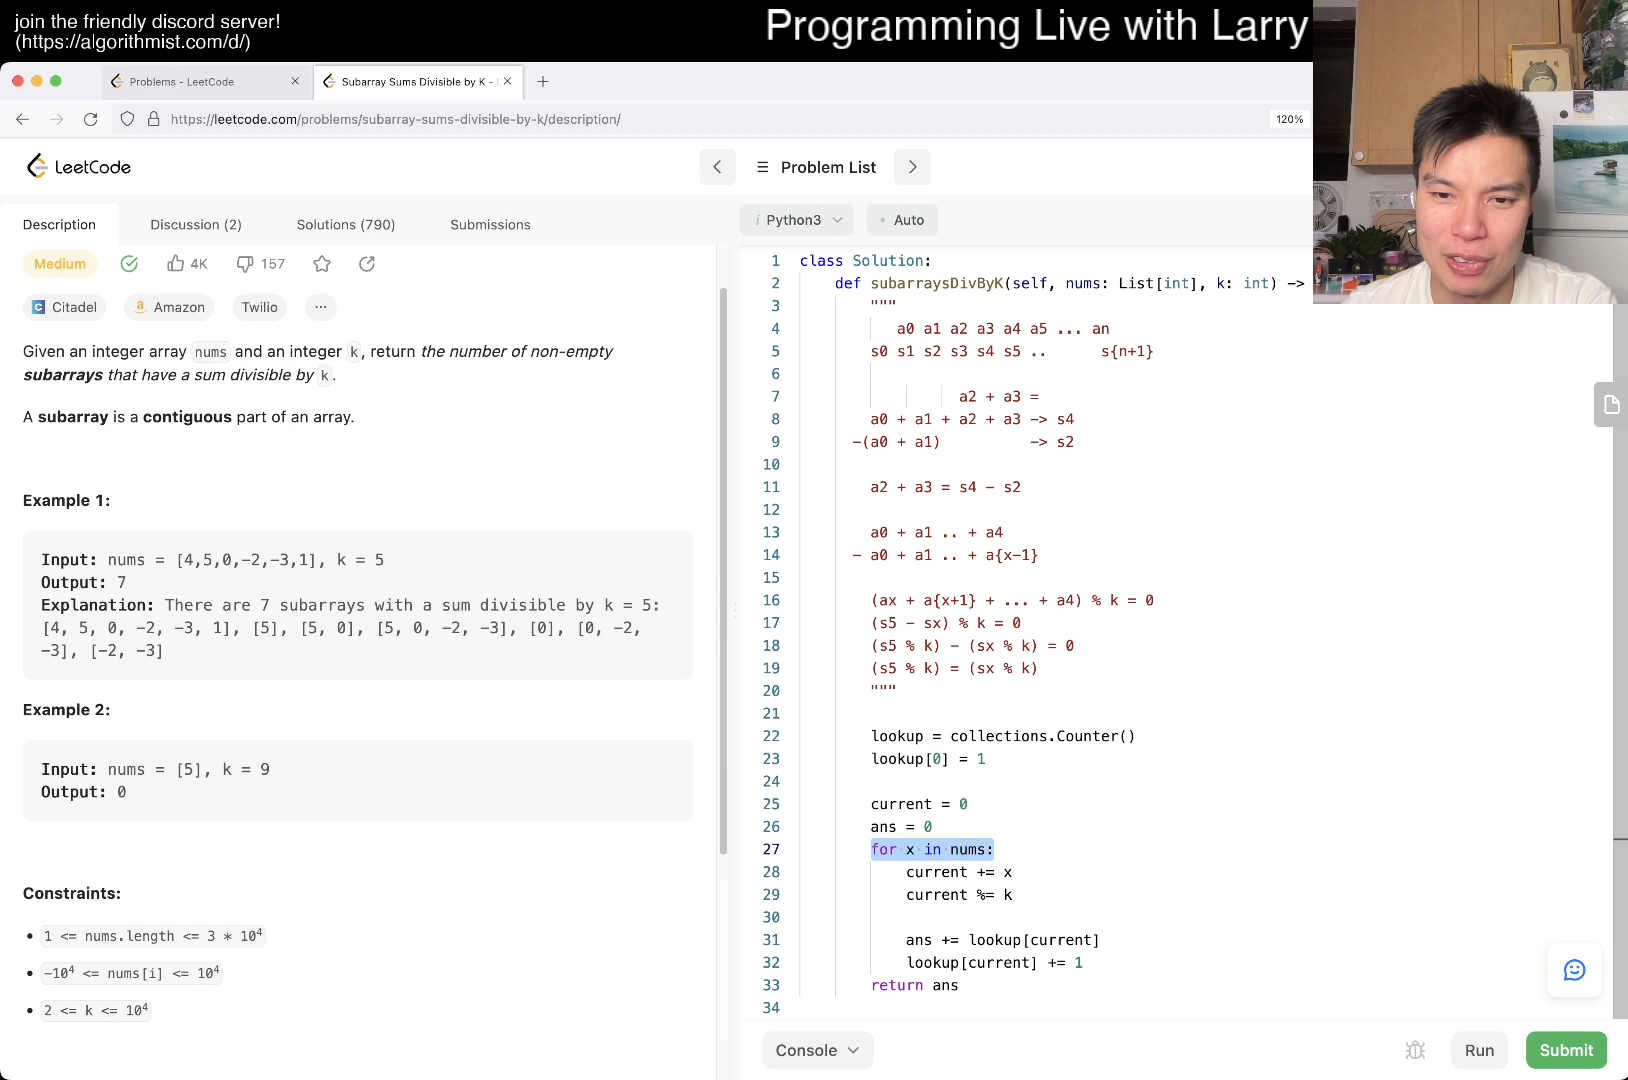 join the friendly discord server!
(https://algorithmist.com/d/)
Programming Live with Larry
Problems - LeetCode
Subarray Sums Divisible by K - L
https://leetcode.com/problems/subarray-sums-divisible-by-k/description/
120%
LeetCode
Problem List
Description
Discussion (2)
Solutions (790)
Submissions
Python3
Auto
Medium
4K
157
Citadel
Amazon
Twilio
...
Given an integer array nums and an integer k, return the number of non-empty
subarrays that have a sum divisible by k.
A subarray is a contiguous part of an array.
Example 1:
Input: nums = [4,5,0,-2,-3,1], k = 5
Output: 7
Explanation: There are 7 subarrays with a sum divisible by k = 5:
[4, 5, 0, -2, -3, 1], [5], [5, 0], [5, 0, -2, -3], [0], [0, -2,
-3], [-2, -3]
Example 2:
Input: nums = [5], k = 9
Output: 0
Constraints:
• 1 <= nums.length <= 3 * 10⁴
• -10⁴ <= nums[i] <= 10⁴
• 2 <= k <= 10⁴
1 class Solution:
2 def subarraysDivByK(self, nums: List[int], k: int) ->
3 """
4 a0 a1 a2 a3 a4 a5 ... an
5 s0 s1 s2 s3 s4 s5 .. s{n+1}
6
7 a2 + a3 =
8 a0 + a1 + a2 + a3 -> s4
9 -(a0 + a1) -> s2
10
11 a2 + a3 = s4 - s2
12
13 a0 + a1 .. + a4
14 - a0 + a1 .. + a{x-1}
15
16 (ax + a{x+1} + ... + a4) % k = 0
17 (s5 - sx) % k = 0
18 (s5 % k) - (sx % k) = 0
19 (s5 % k) = (sx % k)
20 """
21
22 lookup = collections.Counter()
23 lookup[0] = 1
24
25 current = 0
26 ans = 0
27 for x in nums:
28 current += x
29 current %= k
30
31 ans += lookup[current]
32 lookup[current] += 1
33 return ans
34
Console
Run
Submit